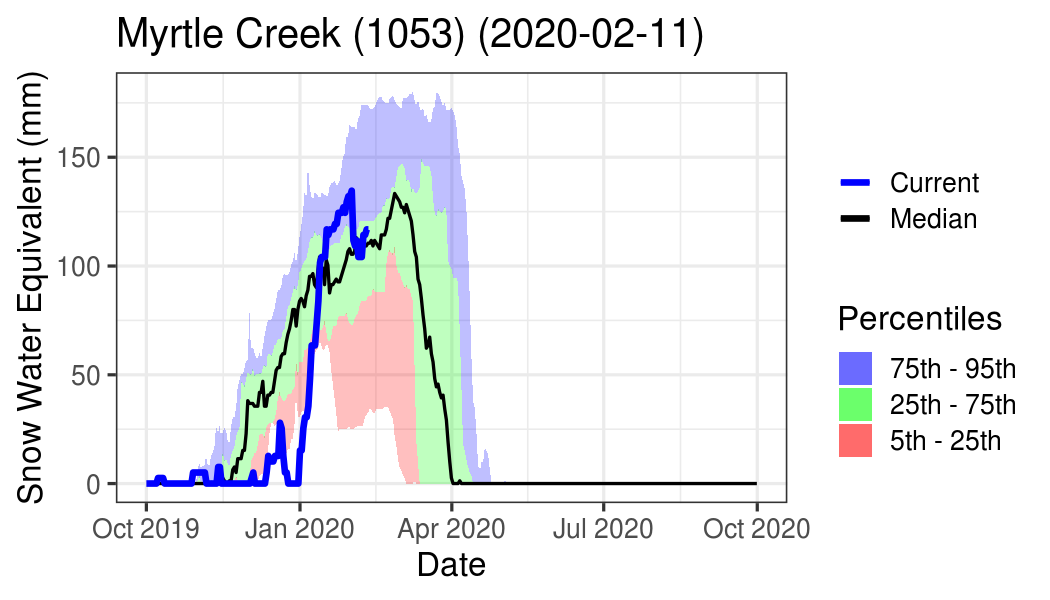 Myrtle Creek (1053) (2020-02-11)
Snow Water Equivalent (mm)
150
100
50
0
Oct 2019 Jan 2020 Apr 2020 Jul 2020 Oct 2020
Date
Current
Median
Percentiles
75th - 95th
25th - 75th
5th - 25th